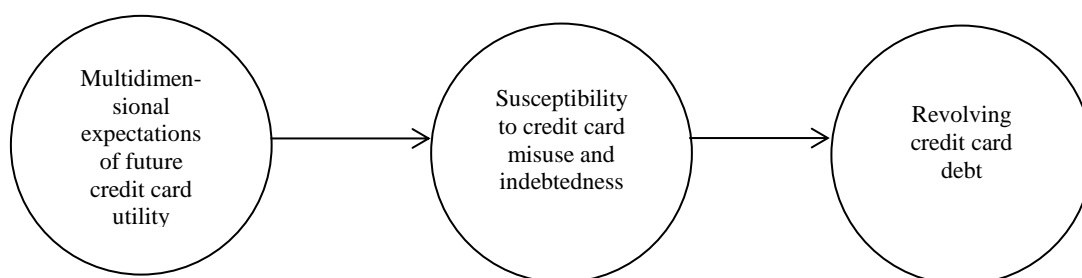 Multidimen-
sional
expectations
of future
credit card
utility
Susceptibility
to credit card
misuse and
indebtedness
Revolving
credit card
debt